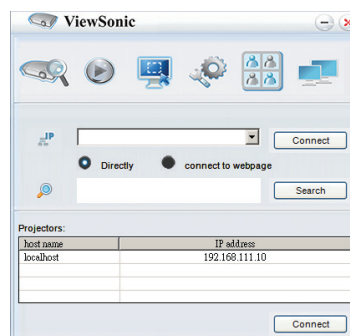 ViewSonic
IP
Connect
Directly connect to webpage
Search
Projectors:
host name IP address
localhost 192.168.111.10
Connect